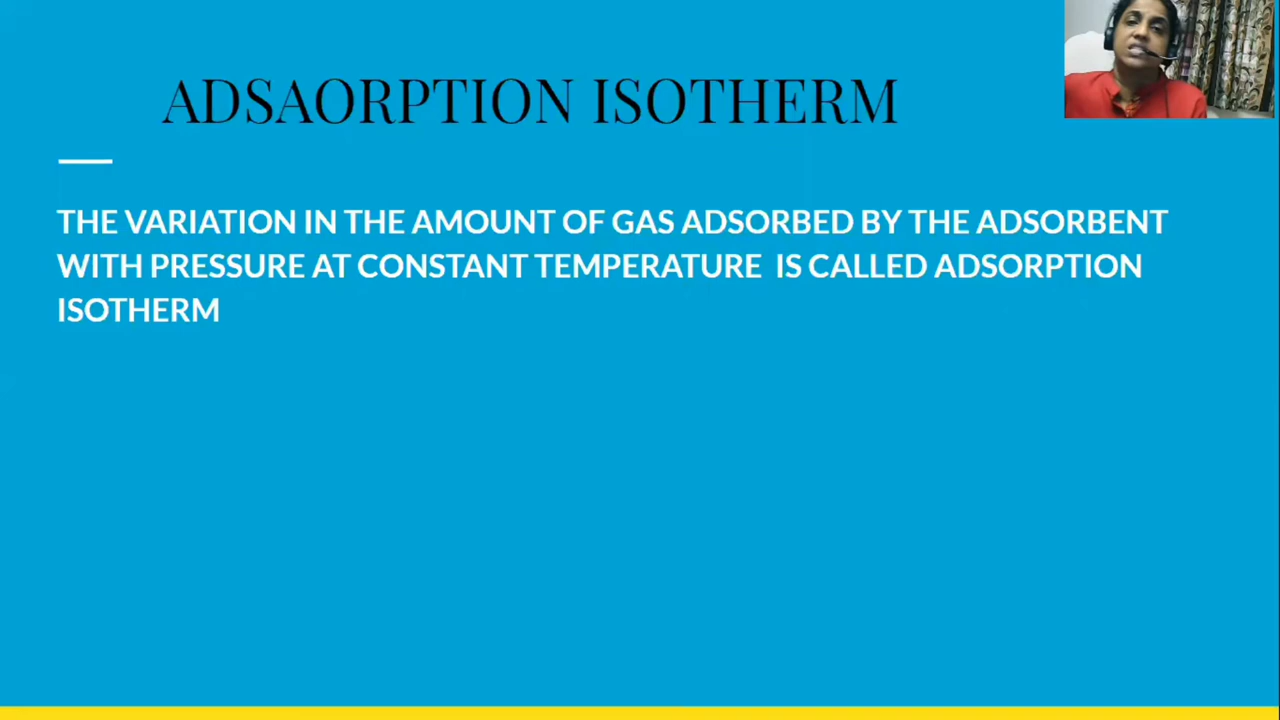 ADSAORPTION ISOTHERM
THE VARIATION IN THE AMOUNT OF GAS ADSORBED BY THE ADSORBENT
WITH PRESSURE AT CONSTANT TEMPERATURE IS CALLED ADSORPTION
ISOTHERM